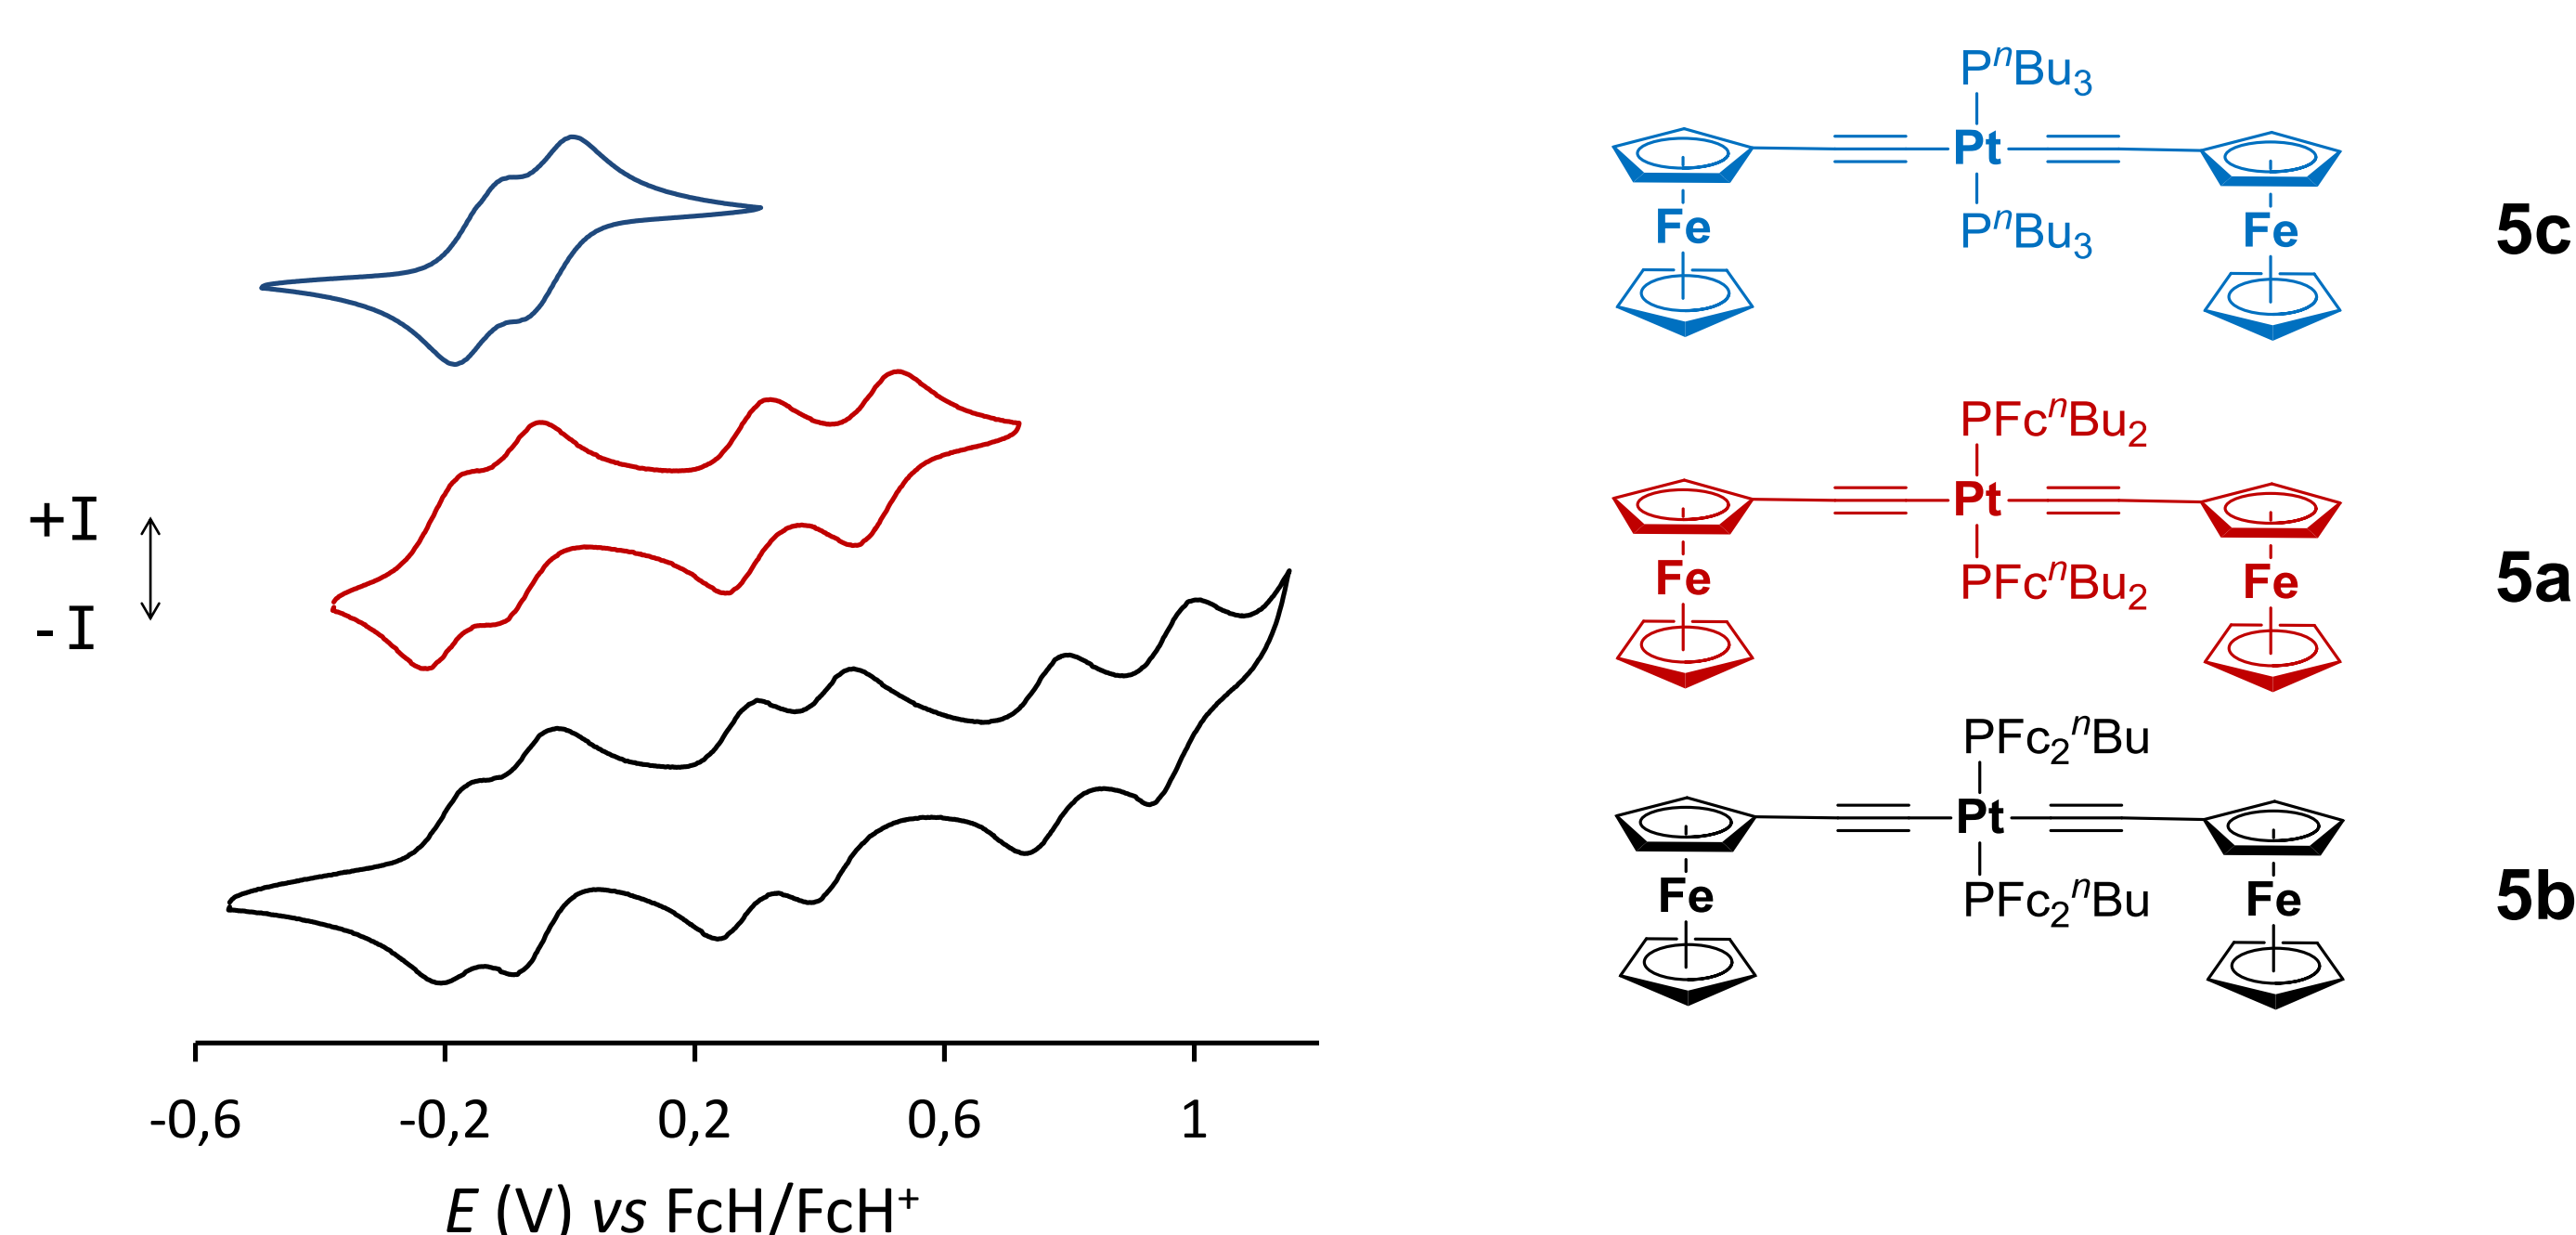 PⁿBu₃
Pt
Fe
PⁿBu₃
Fe
5c
PFcⁿBu₂
Pt
Fe
PFcⁿBu₂
Fe
5a
+I
-I
PFc₂ⁿBu
Pt
Fe
PFc₂ⁿBu
Fe
5b
-0,6 -0,2 0,2 0,6 1
E (V) vs FcH/FcH⁺